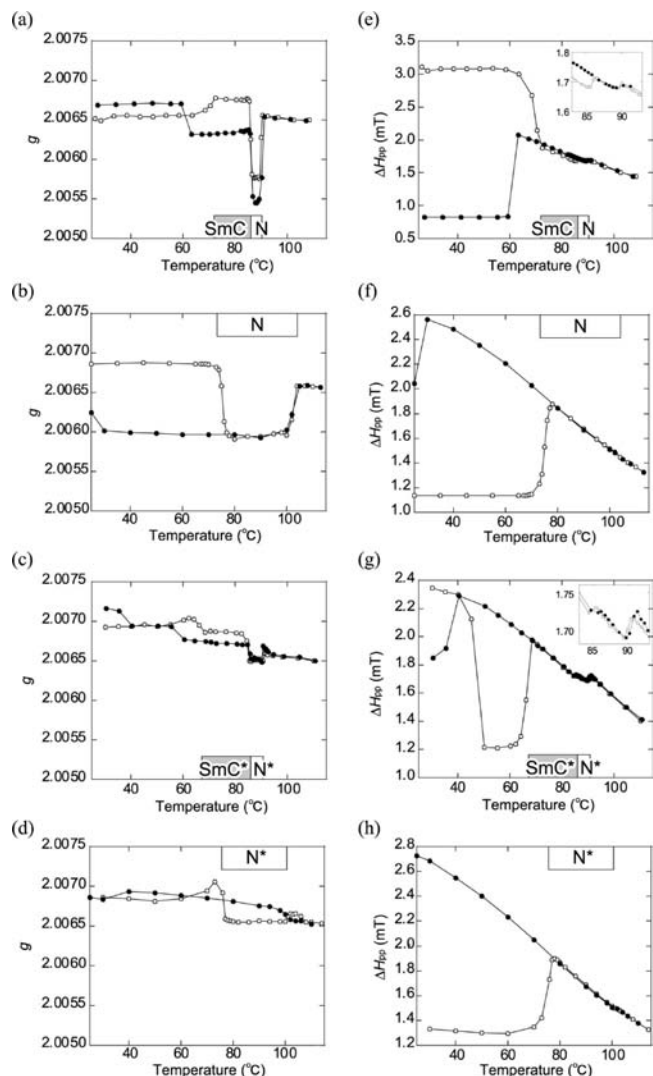 (a)
2.0075
2.0070
2.0065
2.0060
2.0055
2.0050
g
SmC N
40 60 80 100
Temperature (°C)
(e)
3.5
3.0
2.5
2.0
1.5
1.0
0.5
ΔHpp (mT)
1.8
1.7
1.6
85 90
SmC N
40 60 80 100
Temperature (°C)
(b)
2.0075
2.0070
2.0065
2.0060
2.0055
2.0050
g
N
40 60 80 100
Temperature (°C)
(f)
2.6
2.4
2.2
2.0
1.8
1.6
1.4
1.2
1.0
ΔHpp (mT)
N
40 60 80 100
Temperature (°C)
(c)
2.0075
2.0070
2.0065
2.0060
2.0055
2.0050
g
SmC* N*
40 60 80 100
Temperature (°C)
(g)
2.4
2.2
2.0
1.8
1.6
1.4
1.2
1.0
ΔHpp (mT)
1.75
1.70
85 90
SmC* N*
40 60 80 100
Temperature (°C)
(d)
2.0075
2.0070
2.0065
2.0060
2.0055
2.0050
g
N*
40 60 80 100
Temperature (°C)
(h)
2.8
2.6
2.4
2.2
2.0
1.8
1.6
1.4
1.2
ΔHpp (mT)
N*
40 60 80 100
Temperature (°C)